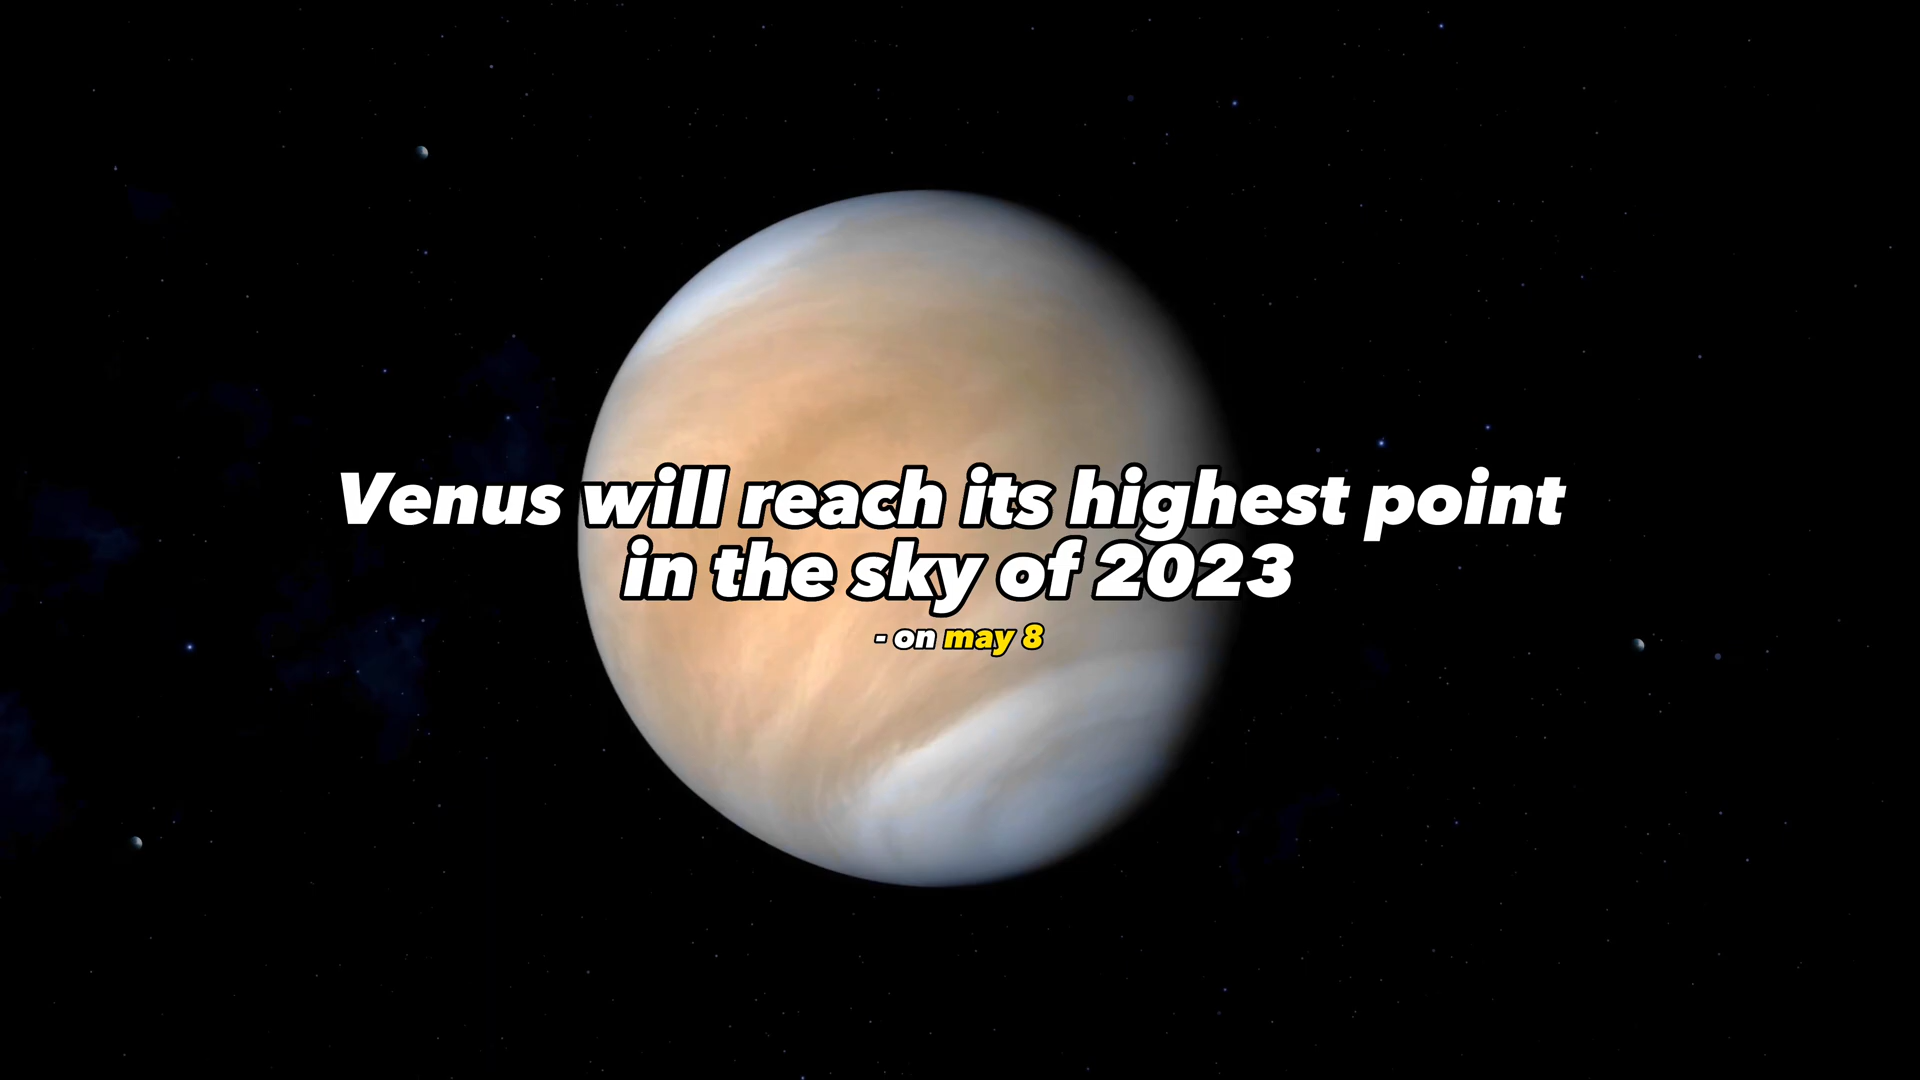 Venus will reach its highest point
in the sky of 2023
- on may 8